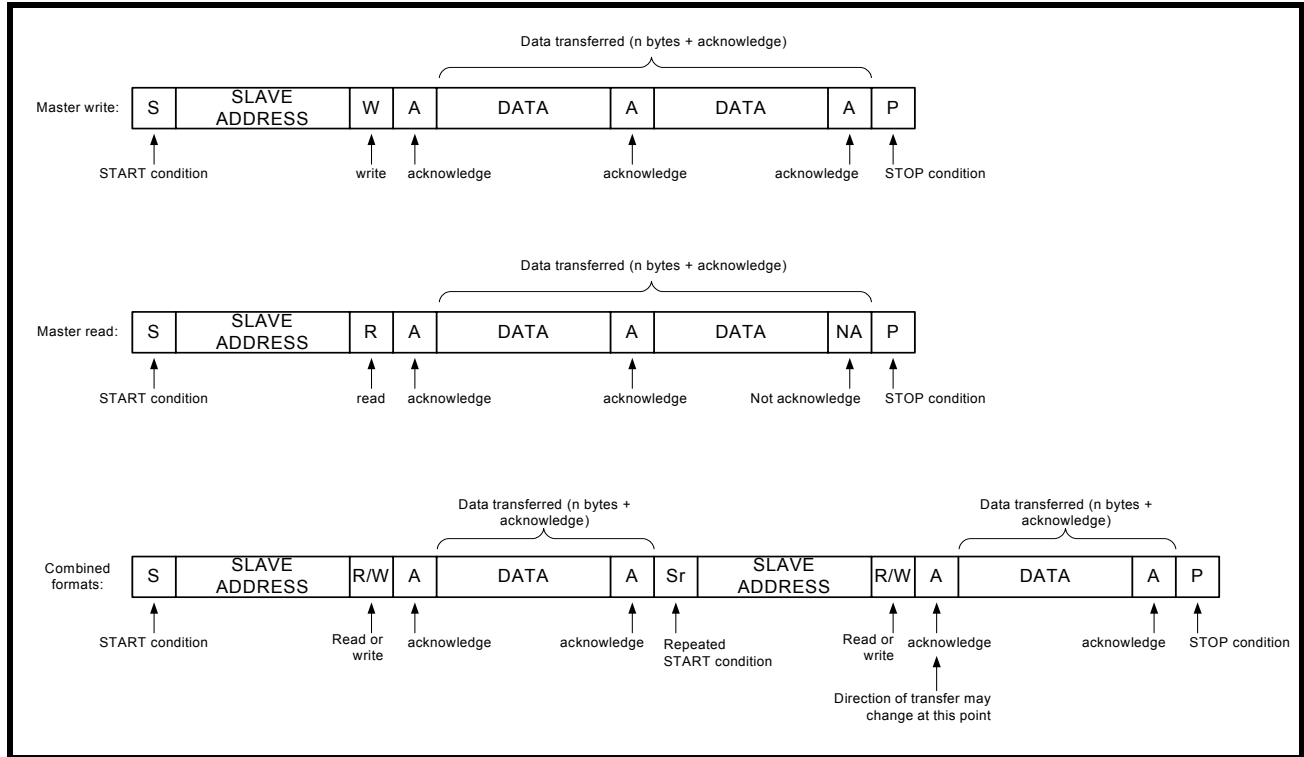 Data transferred (n bytes + acknowledge)
Master write: S SLAVE ADDRESS W A DATA A DATA A P
START condition write acknowledge acknowledge acknowledge STOP condition
Data transferred (n bytes + acknowledge)
Master read: S SLAVE ADDRESS R A DATA A DATA NA P
START condition read acknowledge acknowledge Not acknowledge STOP condition
Data transferred (n bytes +
acknowledge)
Data transferred (n bytes +
acknowledge)
Combined
formats:
S SLAVE ADDRESS R/W A DATA A Sr SLAVE ADDRESS R/W A DATA A P
START condition
Read or
write
acknowledge
acknowledge
Repeated
START condition
Read or
write
acknowledge
acknowledge
STOP condition
Direction of transfer may
change at this point